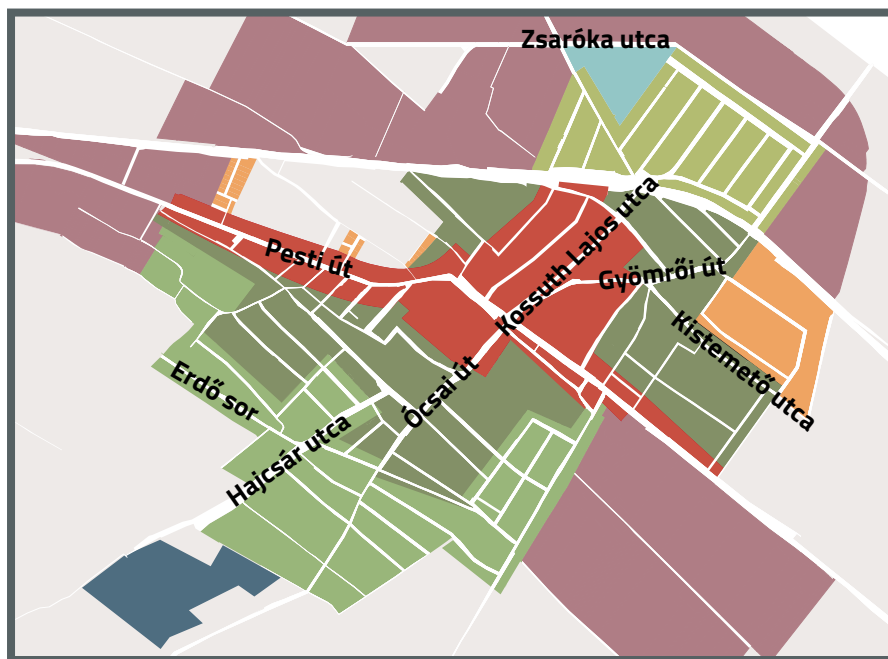 Zsaróka utca
Kossuth Lajos utca
Pesti út
Gyömrői út
Kistemető utca
Ócsai út
Erdő sor
Hajcsár utca